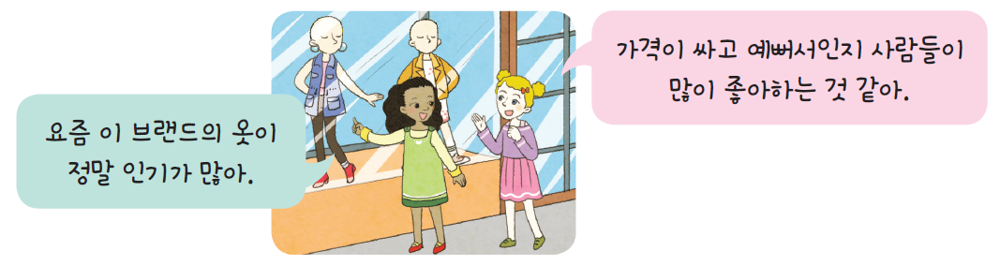 요즘 이 브랜드의 옷이
정말 인기가 많아.
가격이 싸고 예뻐서인지 사람들이
많이 좋아하는 것 같아.